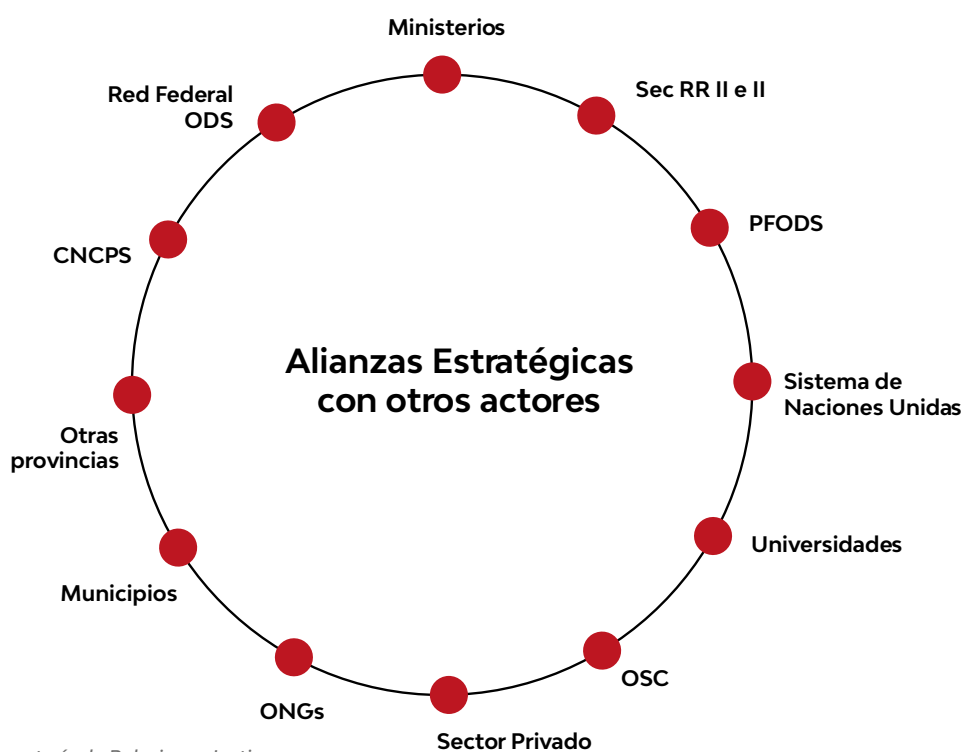 Ministerios
Sec RR II e II
PFODS
Sistema de
Naciones Unidas
Universidades
OSC
Sector Privado
ONGs
Municipios
Otras
provincias
CNCPS
Red Federal
ODS
Alianzas Estratégicas
con otros actores